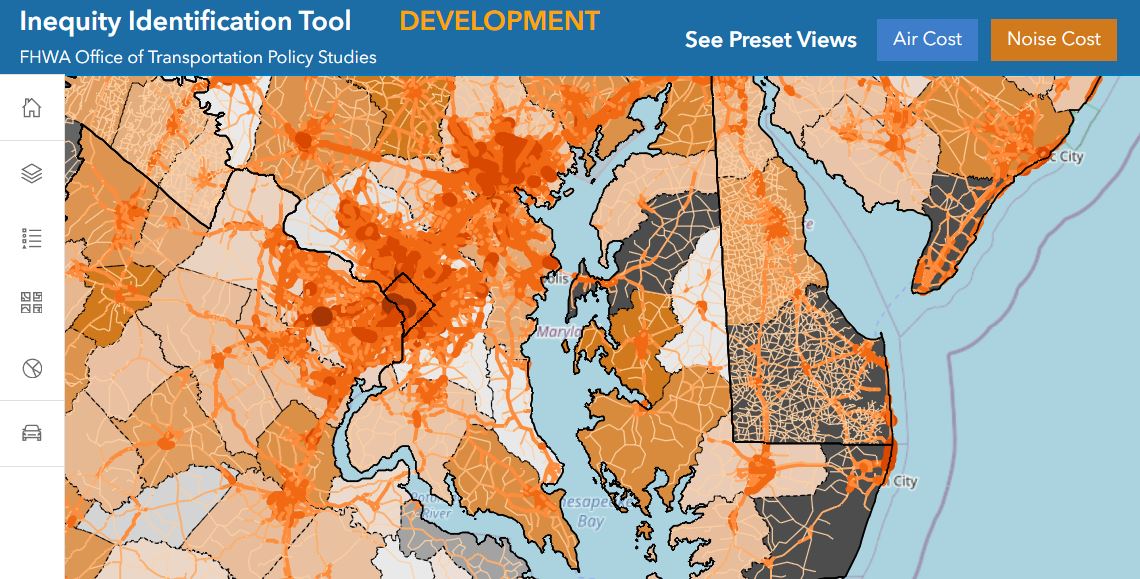 Inequity Identification Tool
DEVELOPMENT
FHWA Office of Transportation Policy Studies
See Preset Views
Air Cost
Noise Cost
c City
olis
Maryla
City
River
hesapeake
Bay